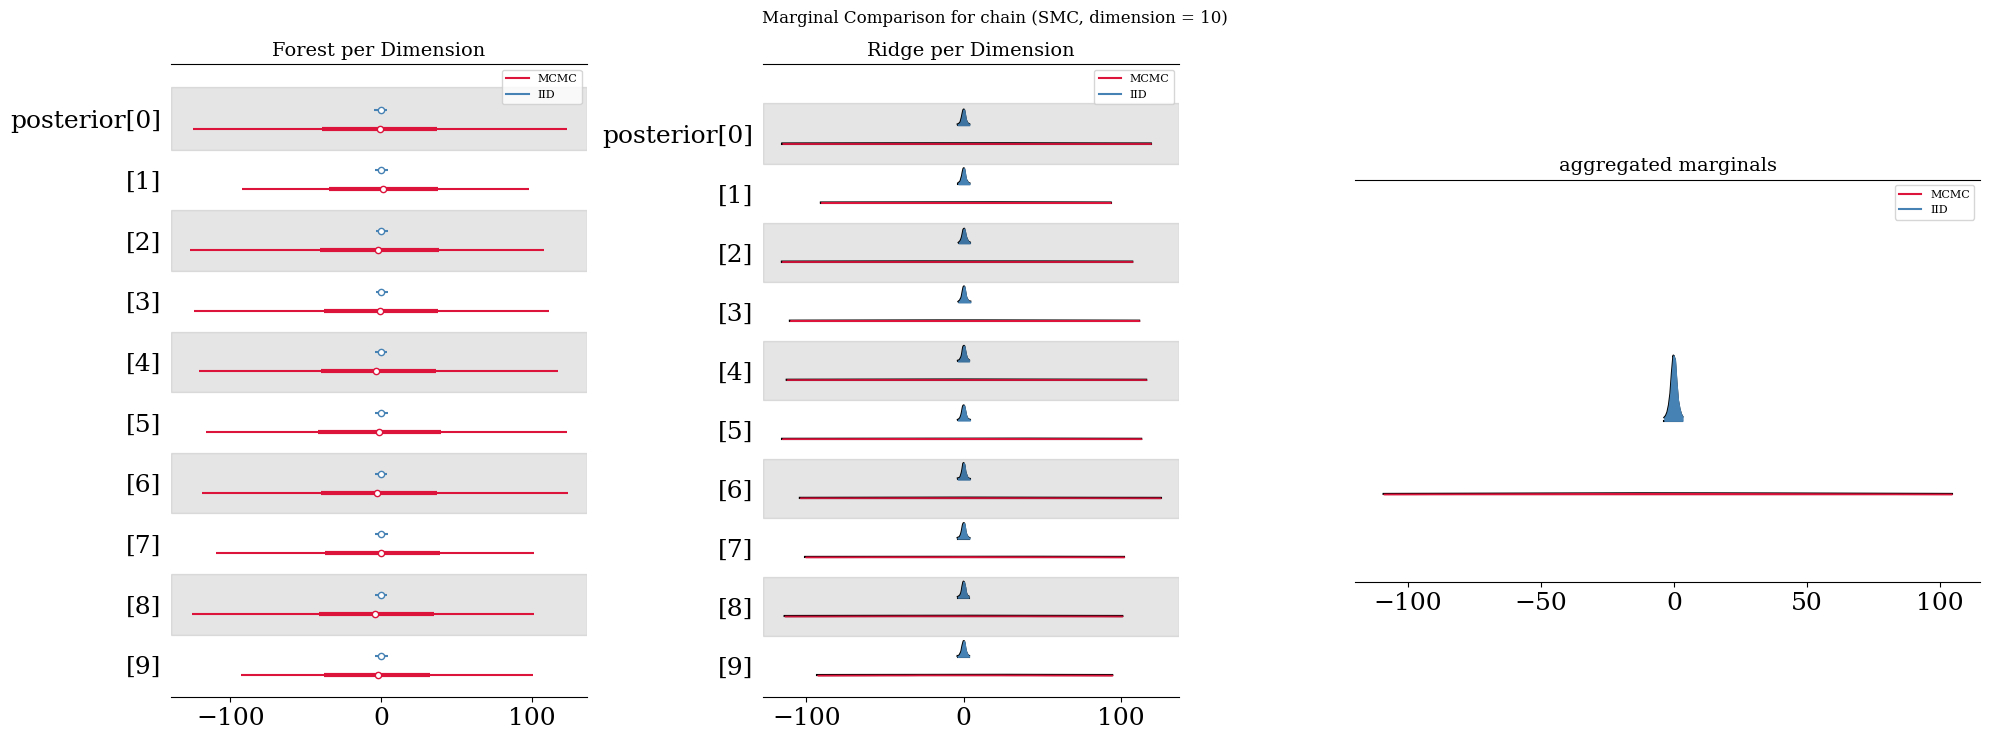 Marginal Comparison for chain (SMC, dimension = 10)
Forest per Dimension
MCMC
IID
posterior[0]
[1]
[2]
[3]
[4]
[5]
[6]
[7]
[8]
[9]
−100 0 100
Ridge per Dimension
MCMC
IID
posterior[0]
[1]
[2]
[3]
[4]
[5]
[6]
[7]
[8]
[9]
−100 0 100
aggregated marginals
MCMC
IID
−100 −50 0 50 100